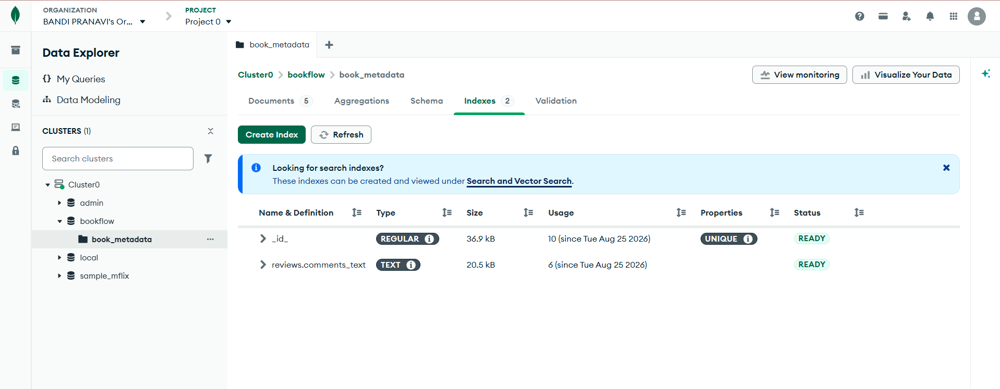 ORGANIZATION
BANDI PRANAVI's Or...
PROJECT
Project 0
Data Explorer
My Queries
Data Modeling
CLUSTERS (1)
Search clusters
Cluster0
admin
bookflow
book_metadata
local
sample_mflix
book_metadata
Cluster0 bookflow book_metadata
View monitoring
Visualize Your Data
Documents 5 Aggregations Schema Indexes 2 Validation
Create Index Refresh
Looking for search indexes?
These indexes can be created and viewed under Search and Vector Search.
Name & Definition Type Size Usage Properties Status
_id_ REGULAR 36.9 kB 10 (since Tue Aug 25 2026) UNIQUE READY
reviews.comments_text TEXT 20.5 kB 6 (since Tue Aug 25 2026) READY